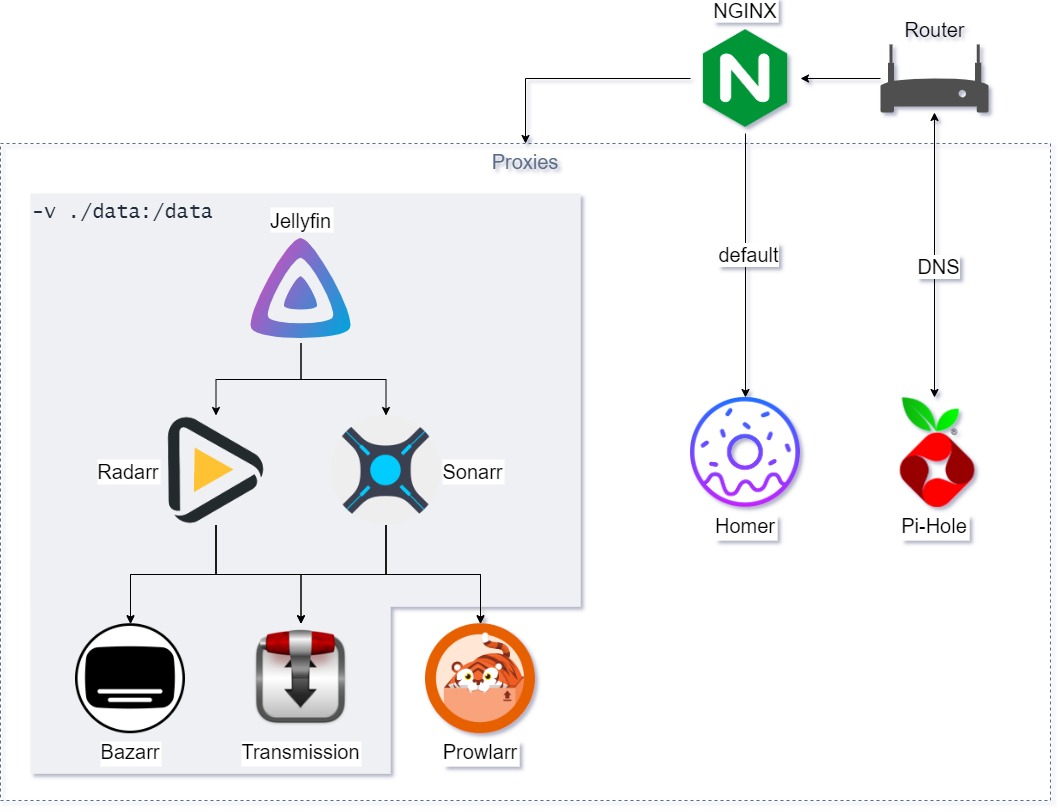 NGINX
Router
Proxies
-v ./data:/data
Jellyfin
default
DNS
Radarr
Sonarr
Homer
Pi-Hole
®
Bazarr
Transmission
Prowlarr